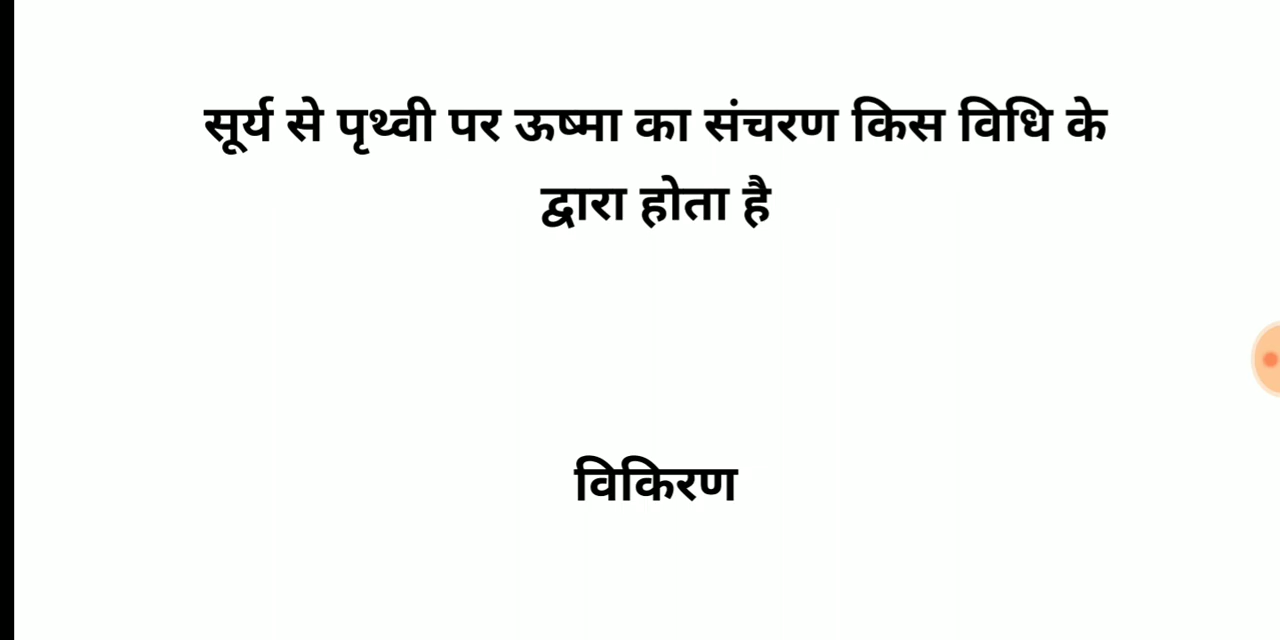 सूर्य से पृथ्वी पर ऊष्मा का संचरण किस विधि के
द्वारा होता है
विकिरण